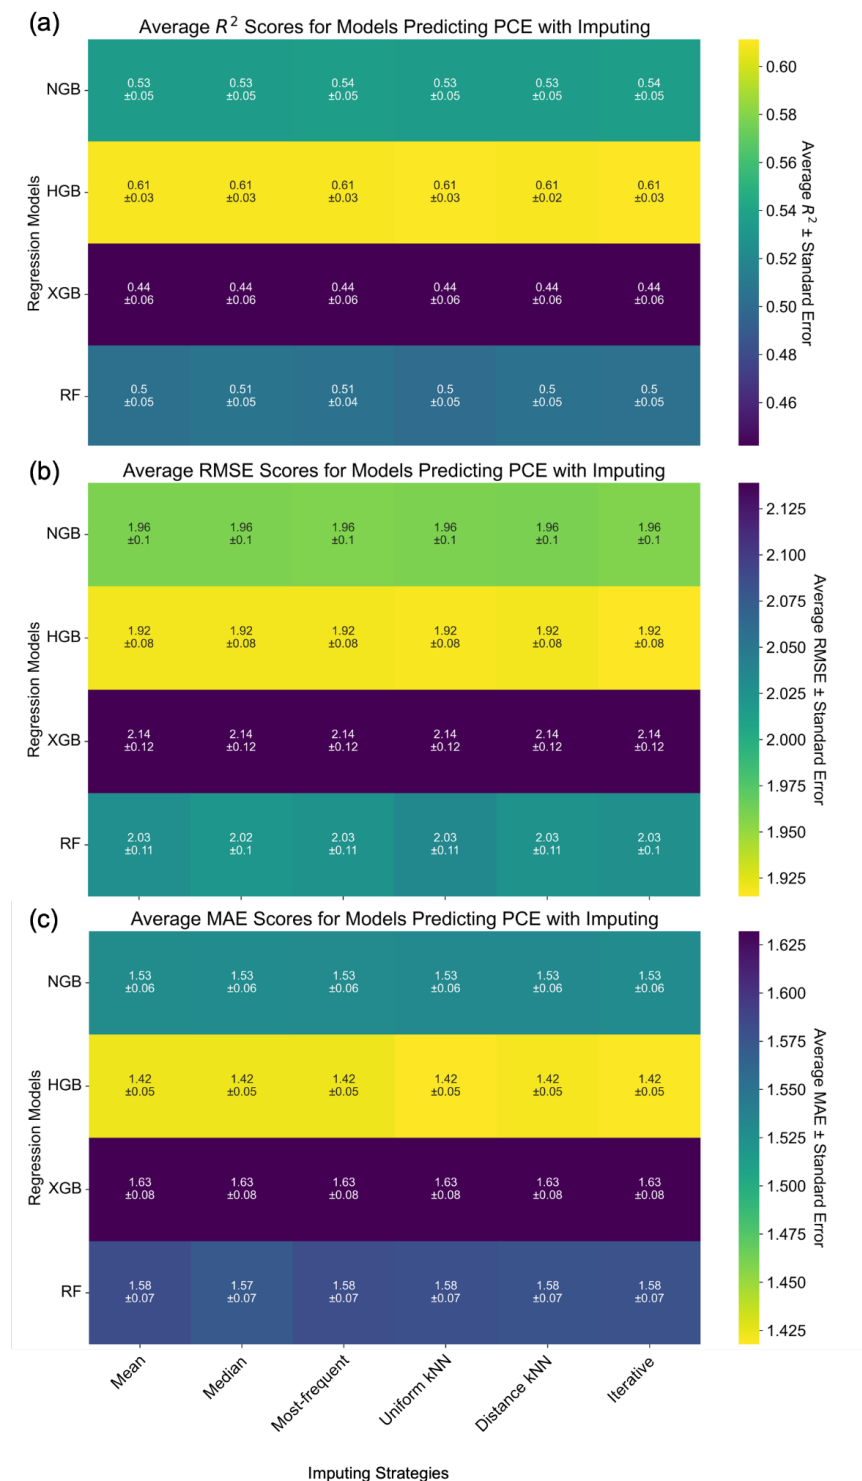 (a)
Average R² Scores for Models Predicting PCE with Imputing
Regression Models
NGB
0.53 0.53 0.54 0.53 0.53 0.54
±0.05 ±0.05 ±0.05 ±0.05 ±0.05 ±0.05
HGB
0.61 0.61 0.61 0.61 0.61 0.61
±0.03 ±0.03 ±0.03 ±0.03 ±0.02 ±0.03
XGB
0.44 0.44 0.44 0.44 0.44 0.44
±0.06 ±0.06 ±0.06 ±0.06 ±0.06 ±0.06
RF
0.5 0.51 0.51 0.5 0.5 0.5
±0.05 ±0.05 ±0.04 ±0.05 ±0.05 ±0.05
0.60
0.58
0.56
0.54
0.52
0.50
0.48
0.46
Average R² ± Standard Error
(b)
Average RMSE Scores for Models Predicting PCE with Imputing
Regression Models
NGB
1.96 1.96 1.96 1.96 1.96 1.96
±0.1 ±0.1 ±0.1 ±0.1 ±0.1 ±0.1
HGB
1.92 1.92 1.92 1.92 1.92 1.92
±0.08 ±0.08 ±0.08 ±0.08 ±0.08 ±0.08
XGB
2.14 2.14 2.14 2.14 2.14 2.14
±0.12 ±0.12 ±0.12 ±0.12 ±0.12 ±0.12
RF
2.03 2.02 2.03 2.03 2.03 2.03
±0.11 ±0.1 ±0.11 ±0.11 ±0.11 ±0.1
2.125
2.100
2.075
2.050
2.025
2.000
1.975
1.950
1.925
Average RMSE ± Standard Error
(c)
Average MAE Scores for Models Predicting PCE with Imputing
Regression Models
NGB
1.53 1.53 1.53 1.53 1.53 1.53
±0.06 ±0.06 ±0.06 ±0.06 ±0.06 ±0.06
HGB
1.42 1.42 1.42 1.42 1.42 1.42
±0.05 ±0.05 ±0.05 ±0.05 ±0.05 ±0.05
XGB
1.63 1.63 1.63 1.63 1.63 1.63
±0.08 ±0.08 ±0.08 ±0.08 ±0.08 ±0.08
RF
1.58 1.57 1.58 1.58 1.58 1.58
±0.07 ±0.07 ±0.07 ±0.07 ±0.07 ±0.07
1.625
1.600
1.575
1.550
1.525
1.500
1.475
1.450
1.425
Average MAE ± Standard Error
Mean
Median
Most-frequent
Uniform kNN
Distance kNN
Iterative
Imputing Strategies